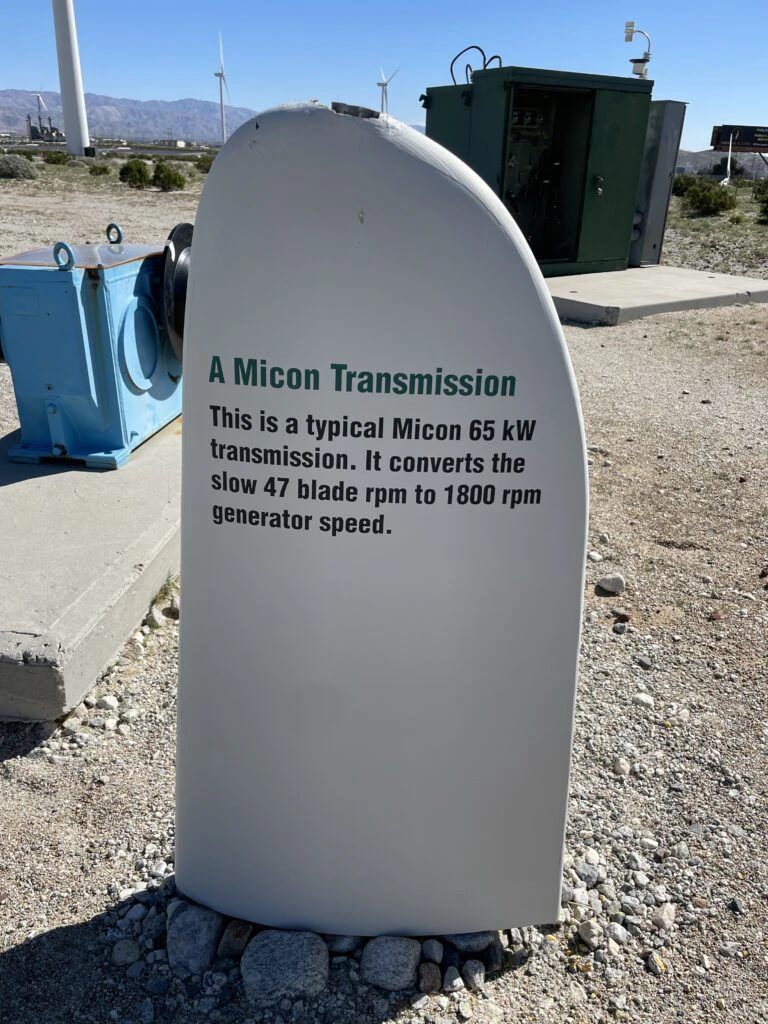 A Micon Transmission
This is a typical Micon 65 kW
transmission. It converts the
slow 47 blade rpm to 1800 rpm
generator speed.